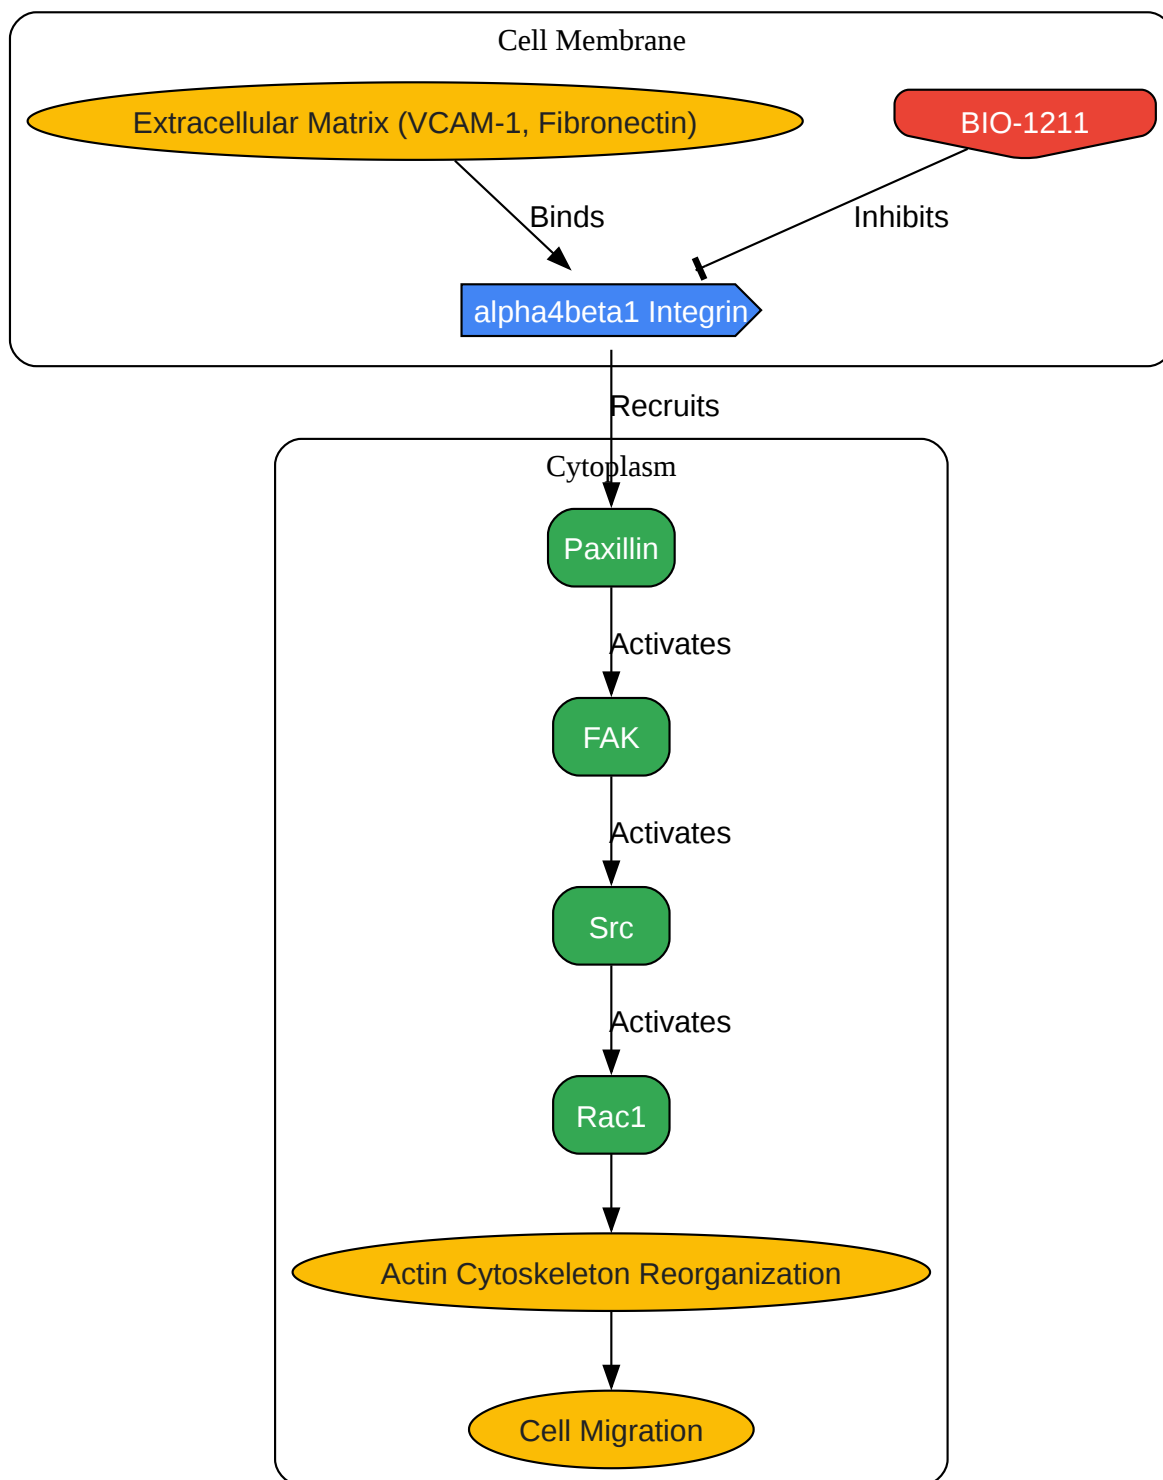 Cell Membrane
Extracellular Matrix (VCAM-1, Fibronectin)
BIO-1211
Binds
Inhibits
alpha4beta1 Integrin
Recruits
Cytoplasm
Paxillin
Activates
FAK
Activates
Src
Activates
Rac1
Actin Cytoskeleton Reorganization
Cell Migration